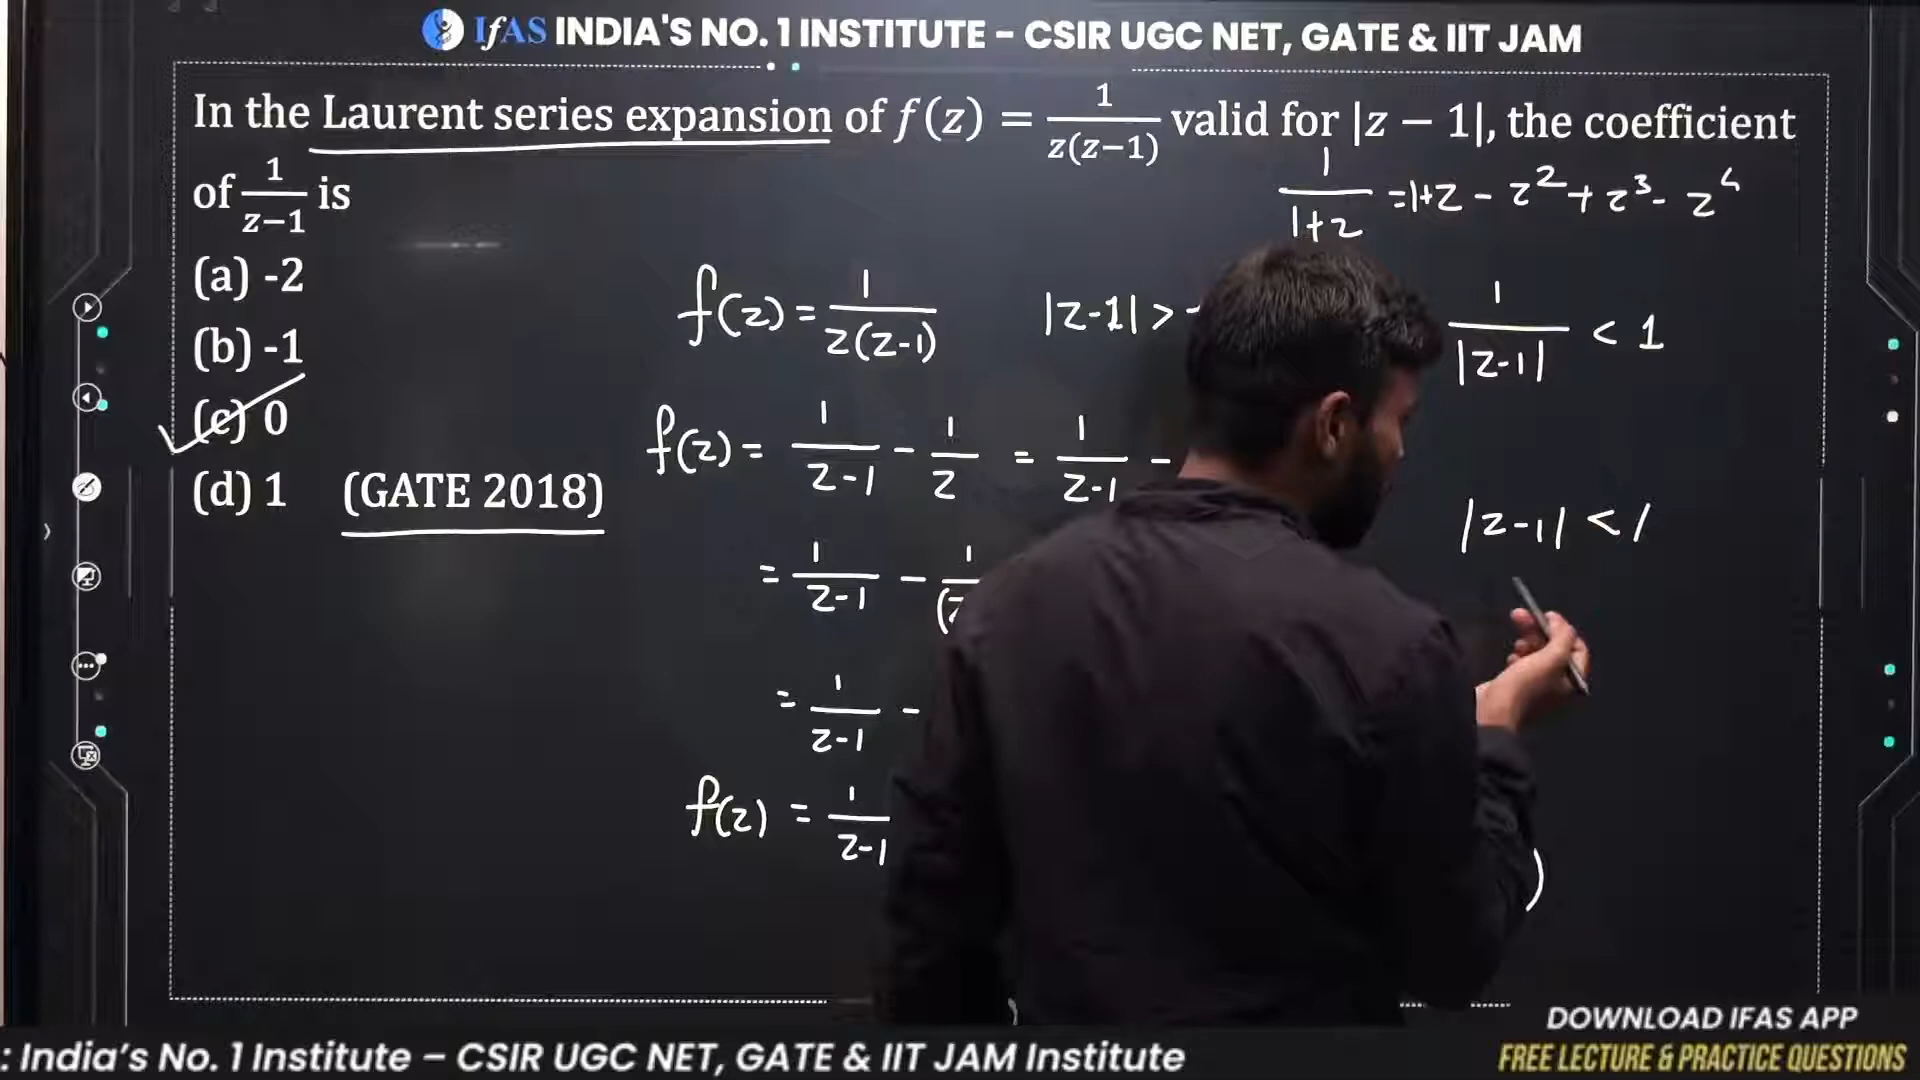 IfAS INDIA'S NO. 1 INSTITUTE - CSIR UGC NET, GATE & IIT JAM
In the Laurent series expansion of f(z) = 1/(z(z−1)) valid for |z − 1|, the coefficient
of 1/(z−1) is
1/(1+z) = 1+z - z² + z³ - z⁴
(a) -2
f(z) = 1/(z(z-1)) |z-1| > 1/|z-1| < 1
(b) -1
(c) 0
f(z) = 1/(z-1) - 1/z = 1/(z-1) -
(d) 1 (GATE 2018)
|z-1| < 1
= 1/(z-1) - 1/(z
= 1/(z-1) -
f(z) = 1/(z-1) )
DOWNLOAD IFAS APP
: India's No. 1 Institute – CSIR UGC NET, GATE & IIT JAM Institute
FREE LECTURE & PRACTICE QUESTIONS